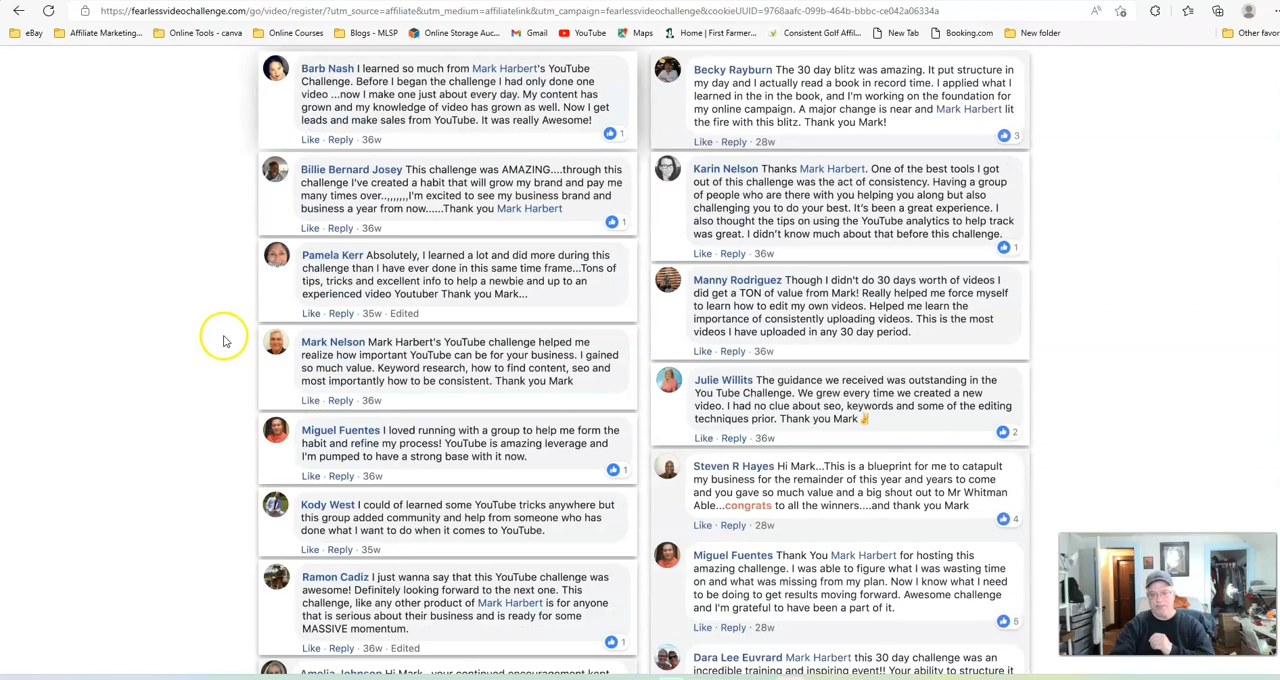 https://fearlessvideochallenge.com/go/video/register/?utm_source=affiliate&utm_medium=affiliatelink&utm_campaign=fearlessvideochallenge&cookieUUID=9768aafc-099b-464b-bbbc-ce042a06334a
eBay
Affiliate Marketing...
Online Tools - canva
Online Courses
Blogs - MLSP
Online Storage Auc...
Gmail
YouTube
Maps
Home | First Farmer...
Consistent Golf Affil...
New Tab
Booking.com
New folder
Other favor
Barb Nash I learned so much from Mark Harbert's YouTube
Challenge. Before I began the challenge I had only done one
video ...now I make one just about every day. My content has
grown and my knowledge of video has grown as well. Now I get
leads and make sales from YouTube. It was really Awesome!
1
Like · Reply · 36w
Billie Bernard Josey This challenge was AMAZING....through this
challenge I've created a habit that will grow my brand and pay me
many times over..,,,,,,I'm excited to see my business brand and
business a year from now......Thank you Mark Harbert
1
Like · Reply · 36w
Pamela Kerr Absolutely, I learned a lot and did more during this
challenge than I have ever done in this same time frame...Tons of
tips, tricks and excellent info to help a newbie and up to an
experienced video Youtuber Thank you Mark...
Like · Reply · 35w · Edited
Mark Nelson Mark Harbert's YouTube challenge helped me
realize how important YouTube can be for your business. I gained
so much value. Keyword research, how to find content, seo and
most importantly how to be consistent. Thank you Mark
Like · Reply · 36w
Miguel Fuentes I loved running with a group to help me form the
habit and refine my process! YouTube is amazing leverage and
I'm pumped to have a strong base with it now.
1
Like · Reply · 36w
Kody West I could of learned some YouTube tricks anywhere but
this group added community and help from someone who has
done what I want to do when it comes to YouTube.
Like · Reply · 35w
Ramon Cadiz I just wanna say that this YouTube challenge was
awesome! Definitely looking forward to the next one. This
challenge, like any other product of Mark Harbert is for anyone
that is serious about their business and is ready for some
MASSIVE momentum.
1
Like · Reply · 36w · Edited
Amelia Johnson Hi Mark...your continued encouragement kept
Becky Rayburn The 30 day blitz was amazing. It put structure in
my day and I actually read a book in record time. I applied what I
learned in the in the book, and I'm working on the foundation for
my online campaign. A major change is near and Mark Harbert lit
the fire with this blitz. Thank you Mark!
3
Like · Reply · 28w
Karin Nelson Thanks Mark Harbert. One of the best tools I got
out of this challenge was the act of consistency. Having a group
of people who are there with you helping you along but also
challenging you to do your best. It's been a great experience. I
also thought the tips on using the YouTube analytics to help track
was great. I didn't know much about that before this challenge.
1
Like · Reply · 36w
Manny Rodriguez Though I didn't do 30 days worth of videos I
did get a TON of value from Mark! Really helped me force myself
to learn how to edit my own videos. Helped me learn the
importance of consistently uploading videos. This is the most
videos I have uploaded in any 30 day period.
Like · Reply · 36w
Julie Willits The guidance we received was outstanding in the
You Tube Challenge. We grew every time we created a new
video. I had no clue about seo, keywords and some of the editing
techniques prior. Thank you Mark✌
2
Like · Reply · 36w
Steven R Hayes Hi Mark...This is a blueprint for me to catapult
my business for the remainder of this year and years to come
and you gave so much value and a big shout out to Mr Whitman
Able...congrats to all the winners....and thank you Mark
4
Like · Reply · 28w
Miguel Fuentes Thank You Mark Harbert for hosting this
amazing challenge. I was able to figure what I was wasting time
on and what was missing from my plan. Now I know what I need
to be doing to get results moving forward. Awesome challenge
and I'm grateful to have been a part of it.
5
Like · Reply · 28w
Dara Lee Euvrard Mark Harbert this 30 day challenge was an
incredible training and inspiring event!! Your ability to structure it